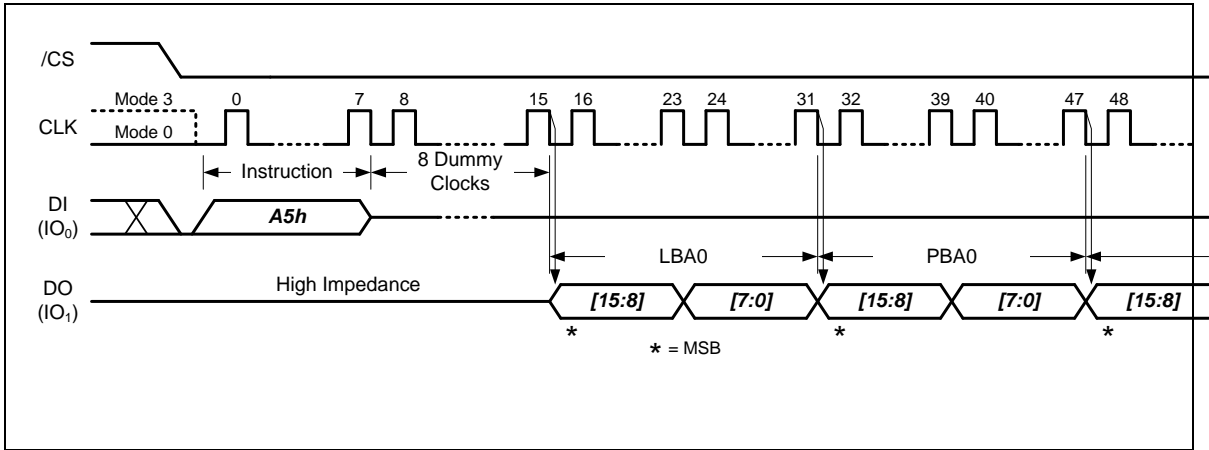 /CS
Mode 3
0 7 8 15 16 23 24 31 32 39 40 47 48
CLK
Mode 0
Instruction
8 Dummy
Clocks
DI
(IO0)
A5h
LBA0
PBA0
High Impedance
DO
(IO1)
[15:8] [7:0] [15:8] [7:0] [15:8]
* * *
* = MSB